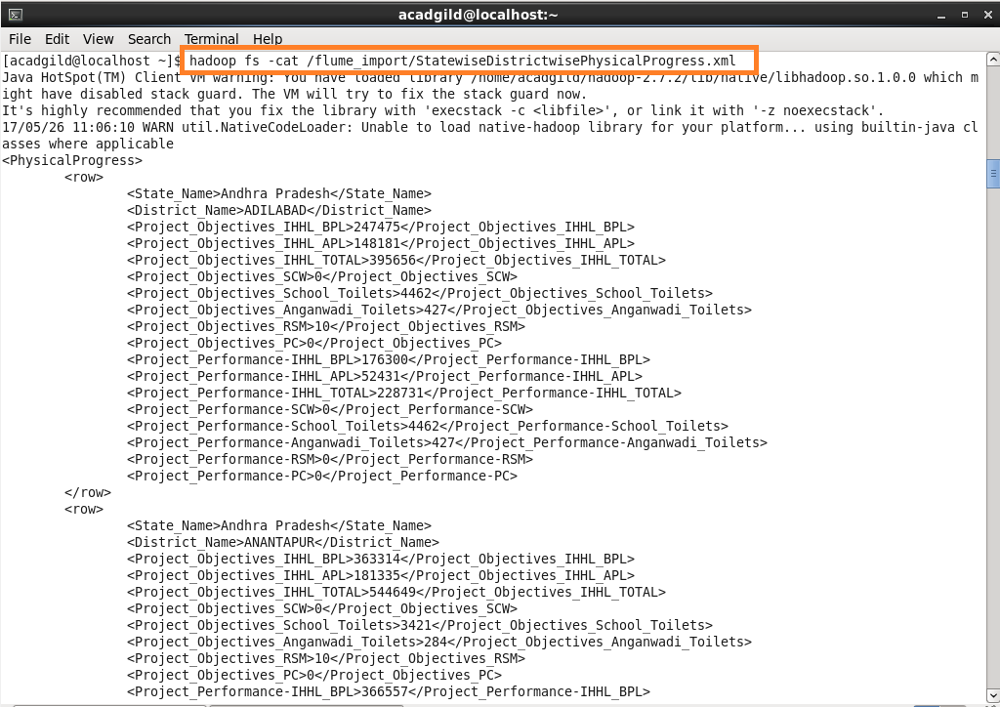 acadgild@localhost:~
File Edit View Search Terminal Help
[acadgild@localhost ~]$ hadoop fs -cat /flume_import/StatewiseDistrictwisePhysicalProgress.xml
Java HotSpot(TM) Client VM warning: You have loaded library /home/acadgild/hadoop-2.7.2/lib/native/libhadoop.so.1.0.0 which m
ight have disabled stack guard. The VM will try to fix the stack guard now.
It's highly recommended that you fix the library with 'execstack -c <libfile>', or link it with '-z noexecstack'.
17/05/26 11:06:10 WARN util.NativeCodeLoader: Unable to load native-hadoop library for your platform... using builtin-java cl
asses where applicable
<PhysicalProgress>
<row>
<State_Name>Andhra Pradesh</State_Name>
<District_Name>ADILABAD</District_Name>
<Project_Objectives_IHHL_BPL>247475</Project_Objectives_IHHL_BPL>
<Project_Objectives_IHHL_APL>148181</Project_Objectives_IHHL_APL>
<Project_Objectives_IHHL_TOTAL>395656</Project_Objectives_IHHL_TOTAL>
<Project_Objectives_SCW>0</Project_Objectives_SCW>
<Project_Objectives_School_Toilets>4462</Project_Objectives_School_Toilets>
<Project_Objectives_Anganwadi_Toilets>427</Project_Objectives_Anganwadi_Toilets>
<Project_Objectives_RSM>10</Project_Objectives_RSM>
<Project_Objectives_PC>0</Project_Objectives_PC>
<Project_Performance-IHHL_BPL>176300</Project_Performance-IHHL_BPL>
<Project_Performance-IHHL_APL>52431</Project_Performance-IHHL_APL>
<Project_Performance-IHHL_TOTAL>228731</Project_Performance-IHHL_TOTAL>
<Project_Performance-SCW>0</Project_Performance-SCW>
<Project_Performance-School_Toilets>4462</Project_Performance-School_Toilets>
<Project_Performance-Anganwadi_Toilets>427</Project_Performance-Anganwadi_Toilets>
<Project_Performance-RSM>0</Project_Performance-RSM>
<Project_Performance-PC>0</Project_Performance-PC>
</row>
<row>
<State_Name>Andhra Pradesh</State_Name>
<District_Name>ANANTAPUR</District_Name>
<Project_Objectives_IHHL_BPL>363314</Project_Objectives_IHHL_BPL>
<Project_Objectives_IHHL_APL>181335</Project_Objectives_IHHL_APL>
<Project_Objectives_IHHL_TOTAL>544649</Project_Objectives_IHHL_TOTAL>
<Project_Objectives_SCW>0</Project_Objectives_SCW>
<Project_Objectives_School_Toilets>3421</Project_Objectives_School_Toilets>
<Project_Objectives_Anganwadi_Toilets>284</Project_Objectives_Anganwadi_Toilets>
<Project_Objectives_RSM>10</Project_Objectives_RSM>
<Project_Objectives_PC>0</Project_Objectives_PC>
<Project_Performance-IHHL_BPL>366557</Project_Performance-IHHL_BPL>